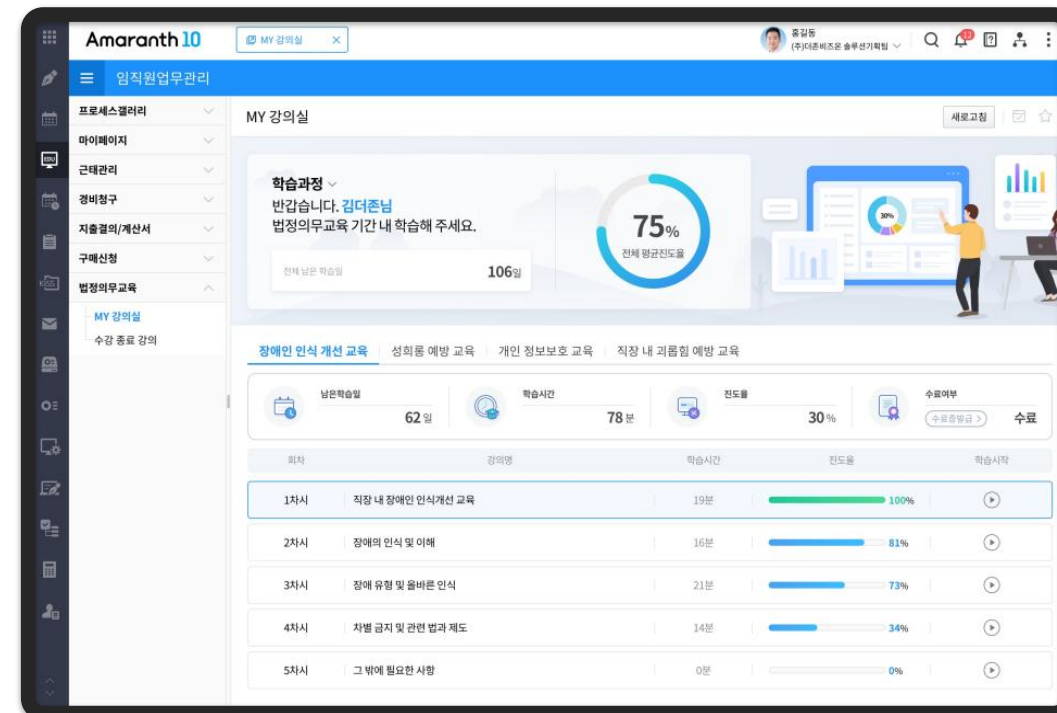 Amaranth 10
MY 강의실
홍길동
(주)더존비즈온 솔루션기획팀
13
임직원업무관리
EDU
KISS
프로세스갤러리
마이페이지
근태관리
경비청구
지출결의/계산서
구매신청
법정의무교육
MY 강의실
수강 종료 강의
MY 강의실
새로고침
학습과정
반갑습니다. 김더존님
법정의무교육 기간 내 학습해 주세요.
전체 남은 학습일 106일
75%
전체 평균진도율
30%
장애인 인식 개선 교육 성희롱 예방 교육 개인 정보보호 교육 직장 내 괴롭힘 예방 교육
남은학습일 62 일
학습시간 78 분
진도율 30 %
수료여부 수료증발급 > 수료
회차 강의명 학습시간 진도율 학습시작
1차시 직장 내 장애인 인식개선 교육 19분 100%
2차시 장애의 인식 및 이해 16분 81%
3차시 장애 유형 및 올바른 인식 21분 73%
4차시 차별 금지 및 관련 법과 제도 14분 34%
5차시 그 밖에 필요한 사항 0분 0%